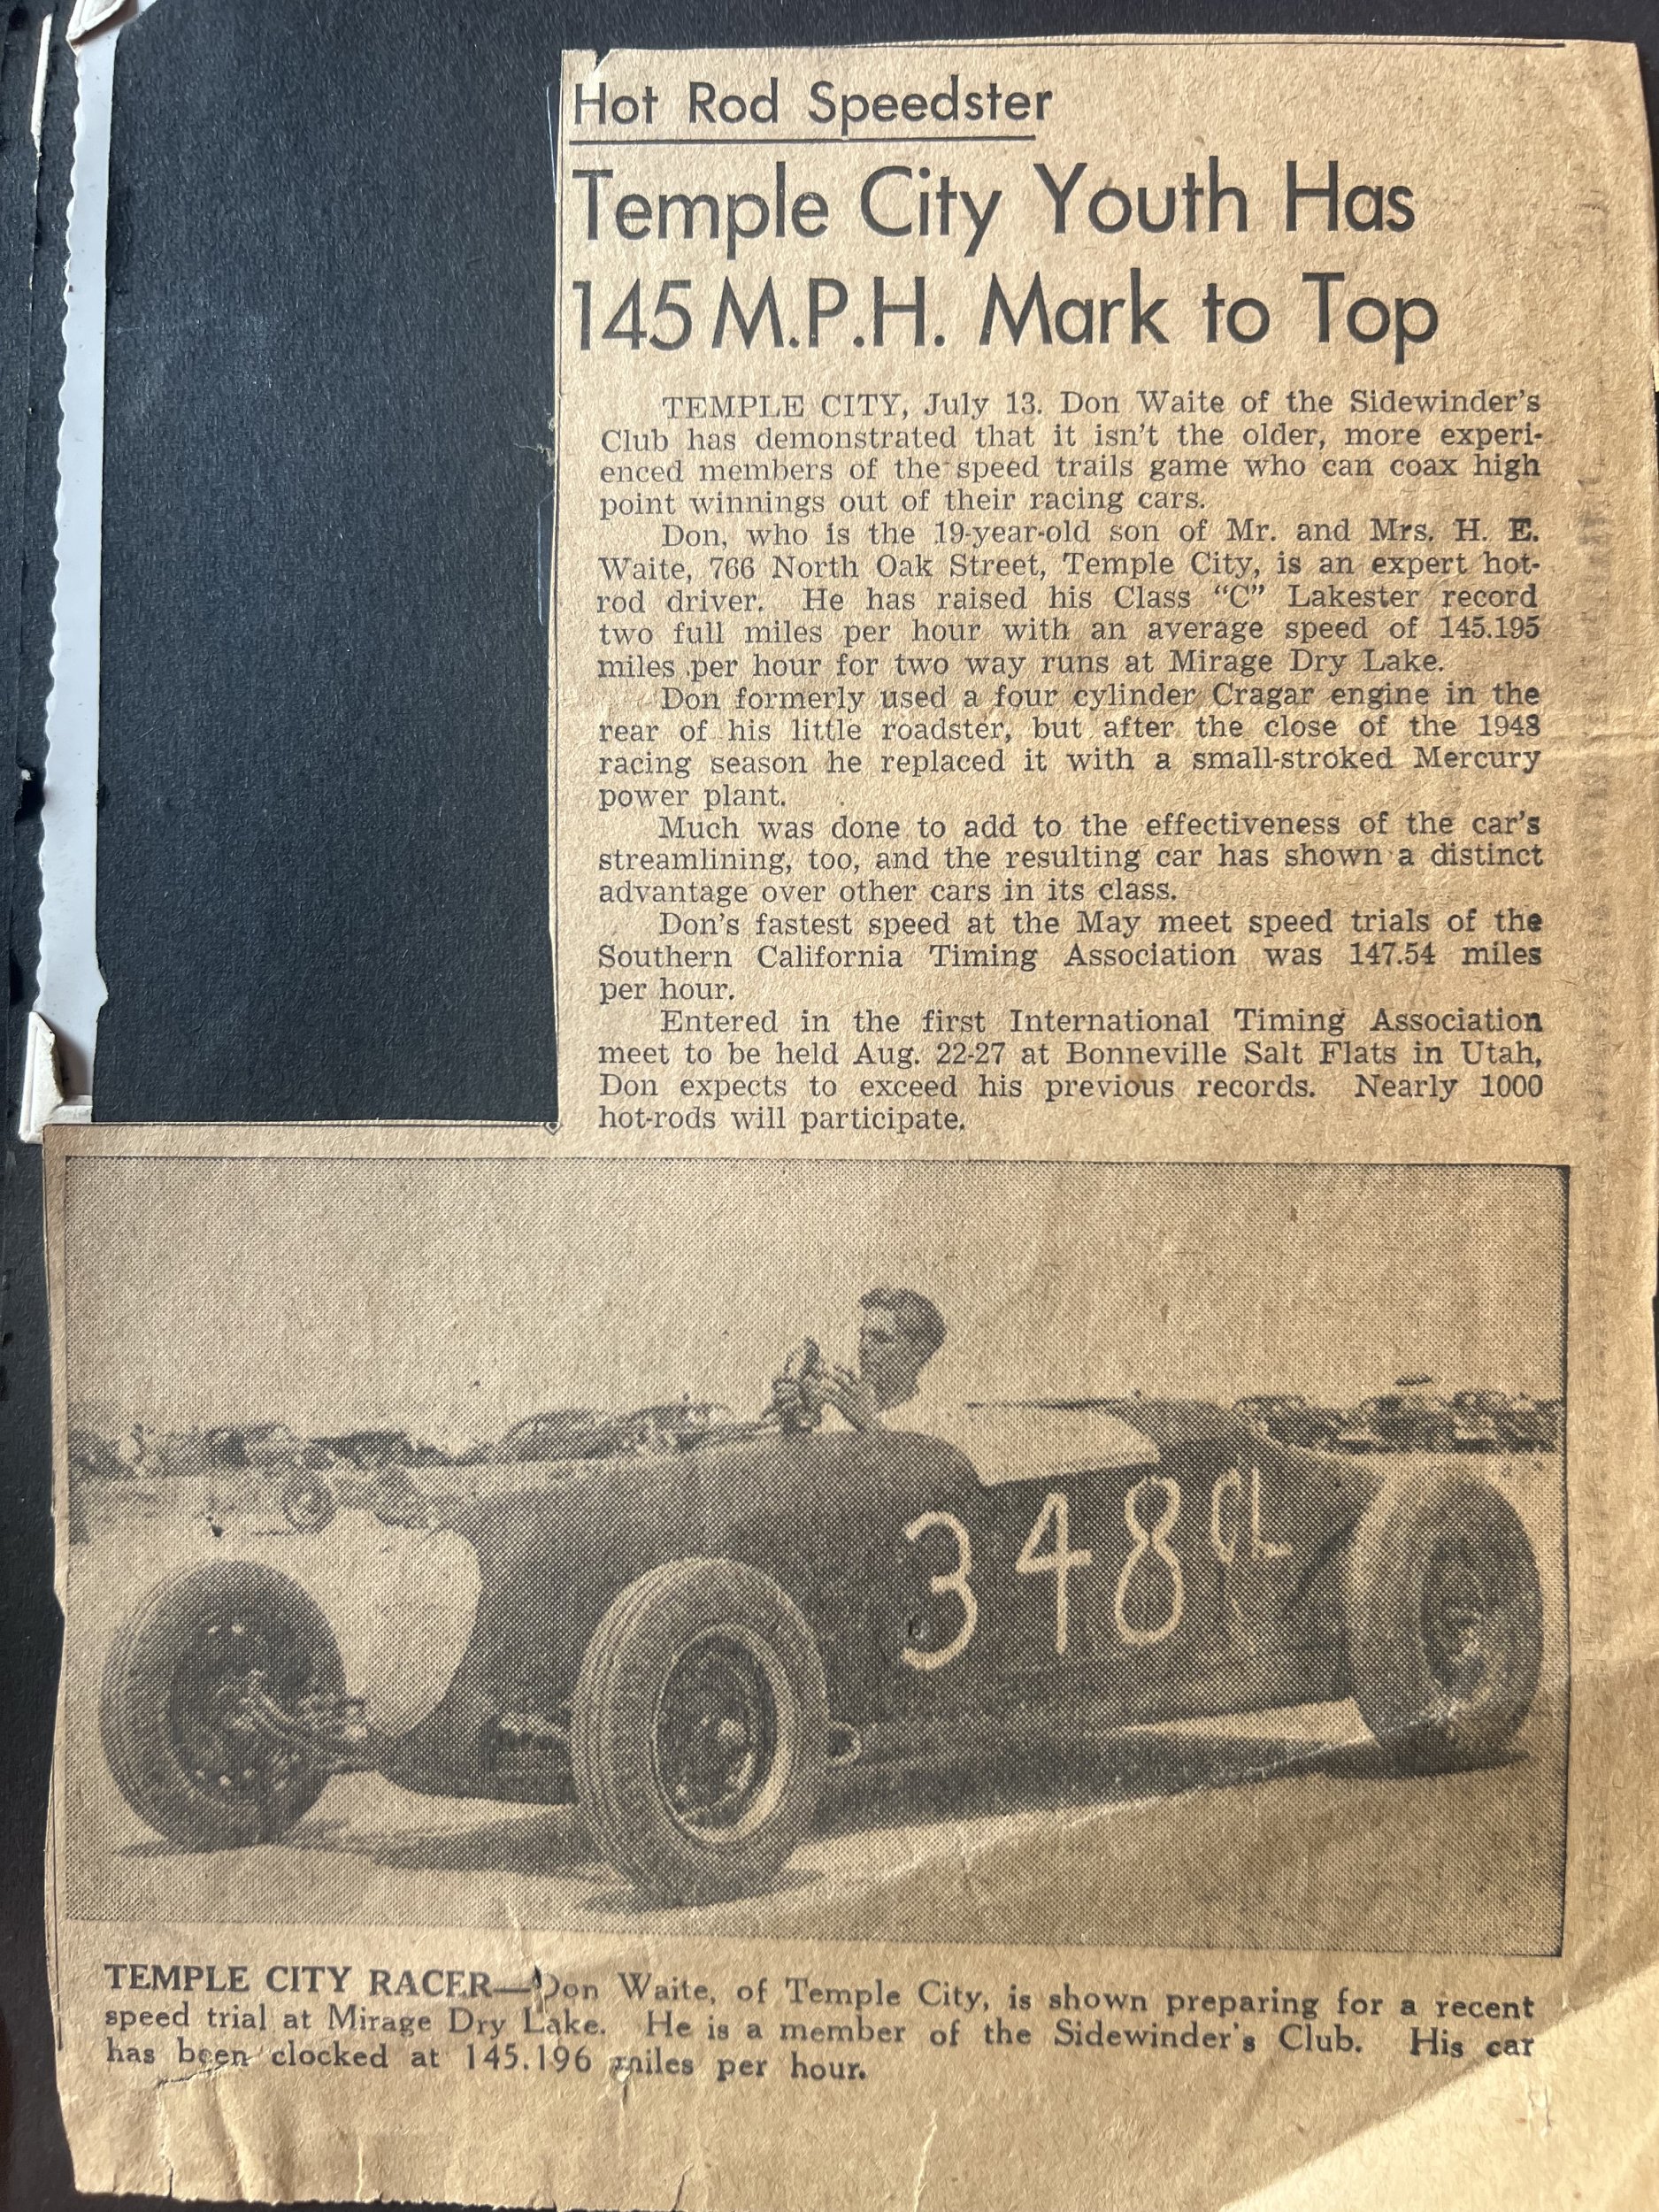 Hot Rod Speedster
Temple City Youth Has
145 M.P.H. Mark to Top
TEMPLE CITY, July 13. Don Waite of the Sidewinder's
Club has demonstrated that it isn't the older, more experi-
enced members of the speed trails game who can coax high
point winnings out of their racing cars.
Don, who is the 19-year-old son of Mr. and Mrs. H. E.
Waite, 766 North Oak Street, Temple City, is an expert hot-
rod driver. He has raised his Class "C" Lakester record
two full miles per hour with an average speed of 145.195
miles per hour for two way runs at Mirage Dry Lake.
Don formerly used a four cylinder Cragar engine in the
rear of his little roadster, but after the close of the 1948
racing season he replaced it with a small-stroked Mercury
power plant.
Much was done to add to the effectiveness of the car's
streamlining, too, and the resulting car has shown a distinct
advantage over other cars in its class.
Don's fastest speed at the May meet speed trials of the
Southern California Timing Association was 147.54 miles
per hour.
Entered in the first International Timing Association
meet to be held Aug. 22-27 at Bonneville Salt Flats in Utah,
Don expects to exceed his previous records. Nearly 1000
hot-rods will participate.
348 CL
TEMPLE CITY RACER—Don Waite, of Temple City, is shown preparing for a recent
speed trial at Mirage Dry Lake. He is a member of the Sidewinder's Club. His car
has been clocked at 145.196 miles per hour.